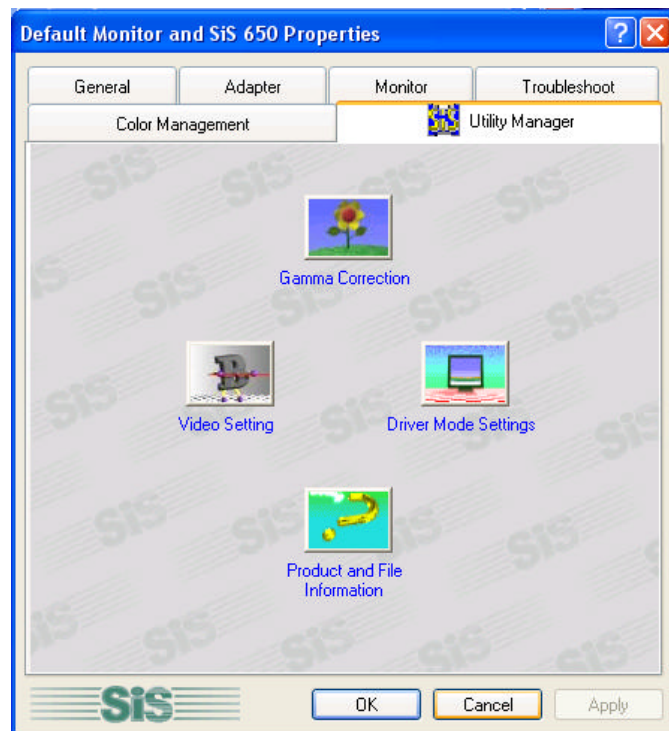 Default Monitor and SiS 650 Properties
General Adapter Monitor Troubleshoot
Color Management SiS Utility Manager
Gamma Correction
Video Setting Driver Mode Settings
Product and File
Information
SiS OK Cancel Apply